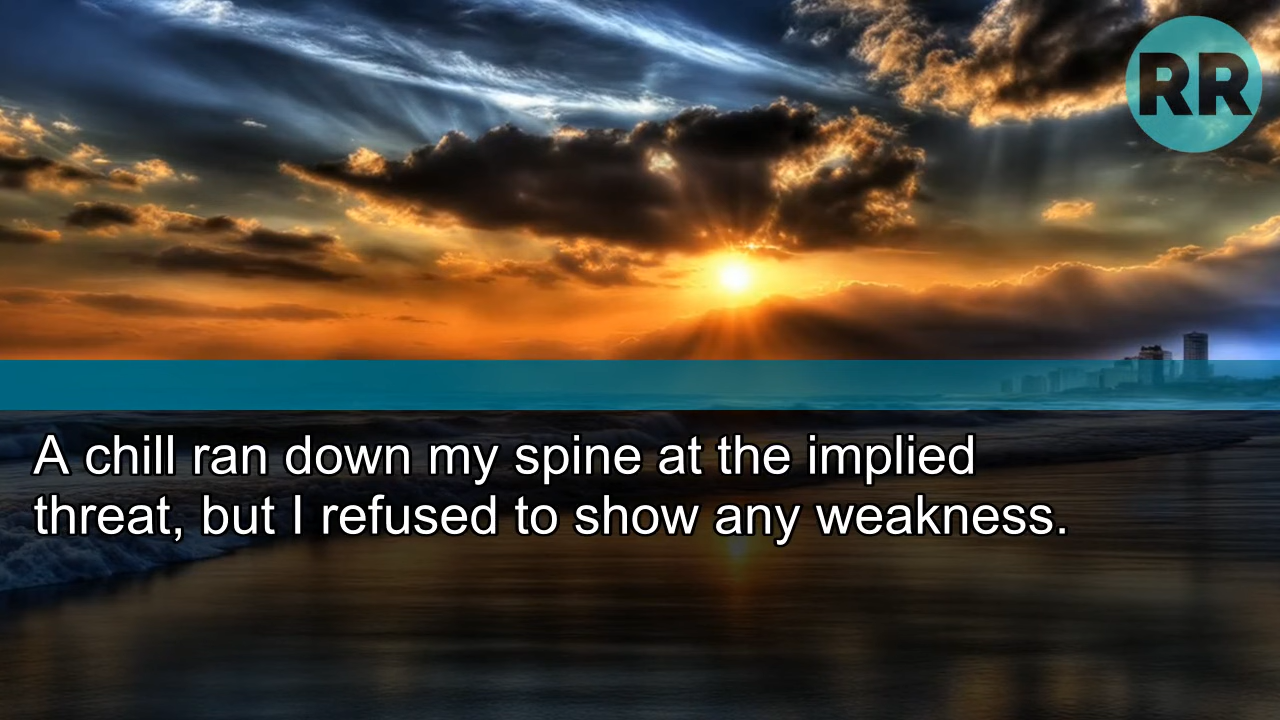 RR
A chill ran down my spine at the implied
threat, but I refused to show any weakness.